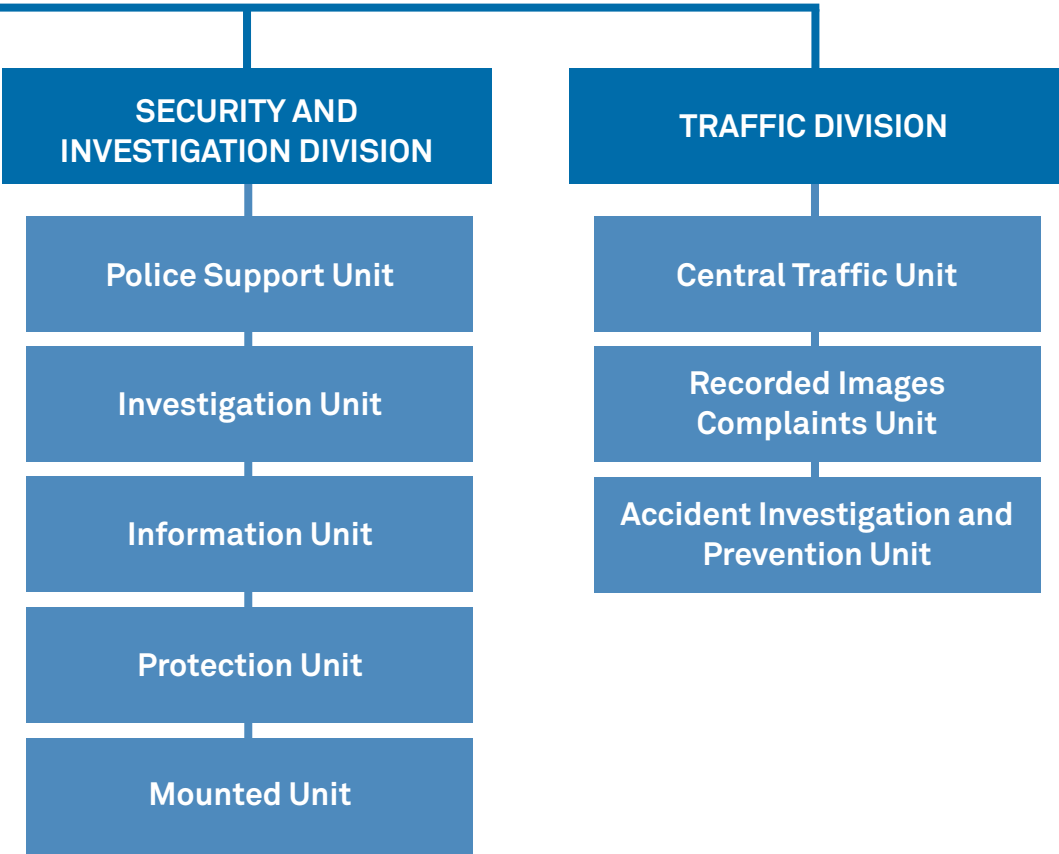 SECURITY AND
INVESTIGATION DIVISION
Police Support Unit
Investigation Unit
Information Unit
Protection Unit
Mounted Unit
TRAFFIC DIVISION
Central Traffic Unit
Recorded Images
Complaints Unit
Accident Investigation and
Prevention Unit